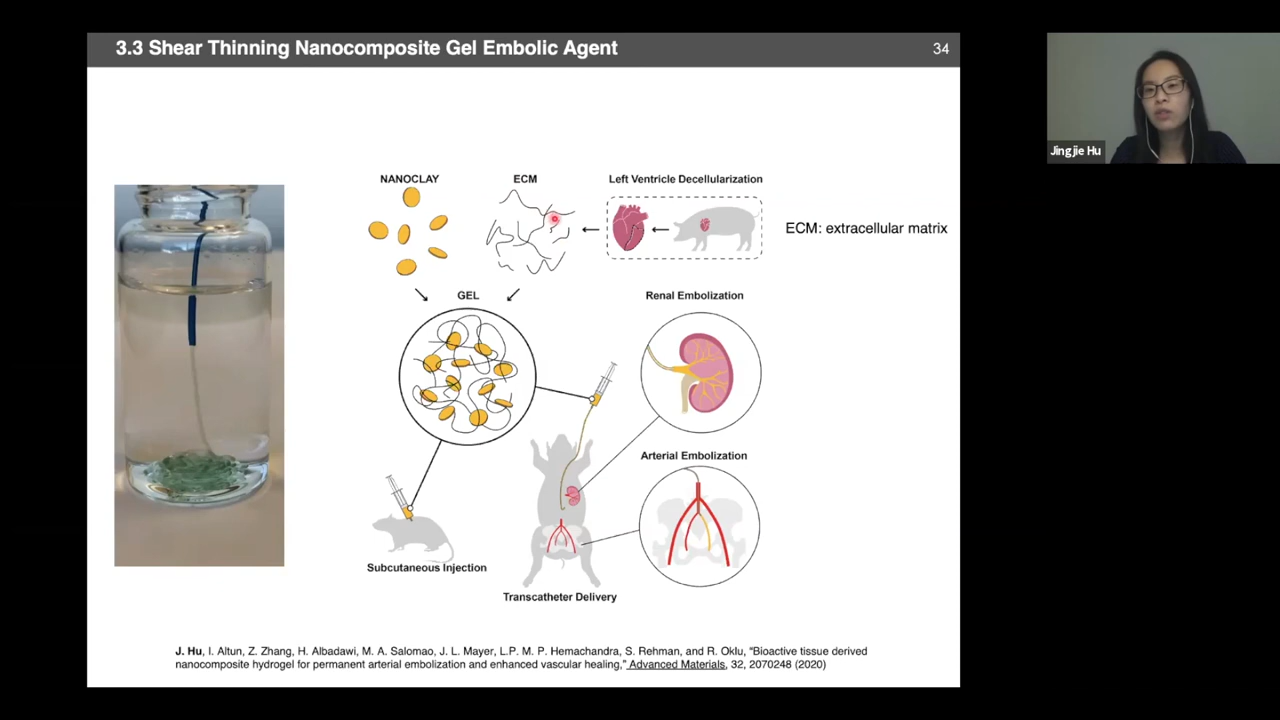 3.3 Shear Thinning Nanocomposite Gel Embolic Agent
34
Jingjie Hu
NANOCLAY
ECM
Left Ventricle Decellularization
ECM: extracellular matrix
GEL
Renal Embolization
Arterial Embolization
Subcutaneous Injection
Transcatheter Delivery
J. Hu, I. Altun, Z. Zhang, H. Albadawi, M. A. Salomao, J. L. Mayer, L.P. M. P. Hemachandra, S. Rehman, and R. Oklu, “Bioactive tissue derived
nanocomposite hydrogel for permanent arterial embolization and enhanced vascular healing,” Advanced Materials, 32, 2070248 (2020)